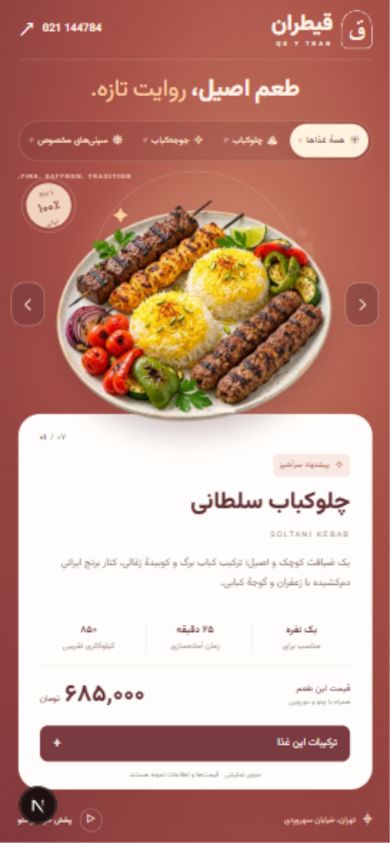 قیطران
QEYTRAN
021 144784
طعم اصیل، روایت تازه.
همهٔ غذاها
چلوکباب
جوجه‌کباب
سینی‌های مخصوص
FIRE, SAFFRON, TRADITION.
۱۰۰٪
ایرانی
۰۱ / ۰۷
پیشنهاد سرآشپز
چلوکباب سلطانی
SOLTANI KEBAB
یک ضیافت کوچک و اصیل؛ ترکیب کباب برگ و کوبیدهٔ زغالی، کنار برنج ایرانیِ
دم‌کشیده با زعفران و گوجهٔ کبابی.
یک نفره
مناسب برای
۲۵ دقیقه
زمان آماده‌سازی
۸۵۰
کیلوکالری تقریبی
قیمت این طعم
همراه با چلو و دورچین
۶۸۵,۰۰۰ تومان
ترکیبات این غذا
منوی نمایشی · قیمت‌ها و اطلاعات نمونه هستند
تهران، خیابان سهروردی
پخش
N